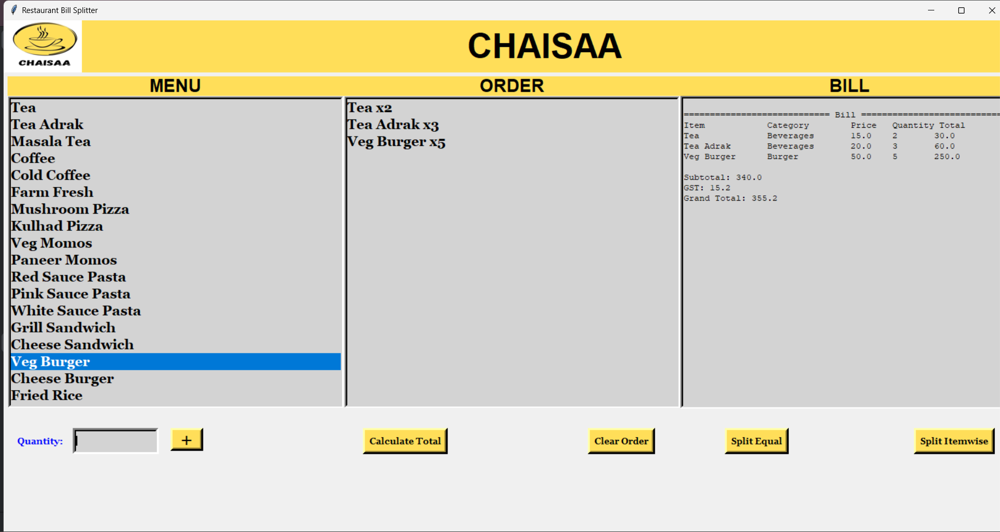 Restaurant Bill Splitter
CHAISAA
CHAISAA
MENU
Tea
Tea Adrak
Masala Tea
Coffee
Cold Coffee
Farm Fresh
Mushroom Pizza
Kulhad Pizza
Veg Momos
Paneer Momos
Red Sauce Pasta
Pink Sauce Pasta
White Sauce Pasta
Grill Sandwich
Cheese Sandwich
Veg Burger
Cheese Burger
Fried Rice
ORDER
Tea x2
Tea Adrak x3
Veg Burger x5
BILL
============================ Bill ===========================
Item Category Price Quantity Total
Tea Beverages 15.0 2 30.0
Tea Adrak Beverages 20.0 3 60.0
Veg Burger Burger 50.0 5 250.0
Subtotal: 340.0
GST: 15.2
Grand Total: 355.2
Quantity:
+
Calculate Total
Clear Order
Split Equal
Split Itemwise